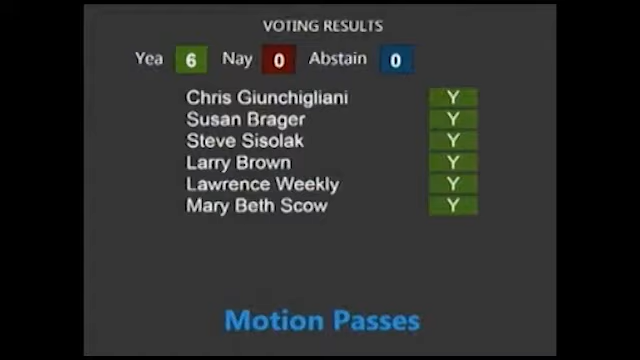 VOTING RESULTS
Yea 6 Nay 0 Abstain 0
Chris Giunchigliani Y
Susan Brager Y
Steve Sisolak Y
Larry Brown Y
Lawrence Weekly Y
Mary Beth Scow Y
Motion Passes